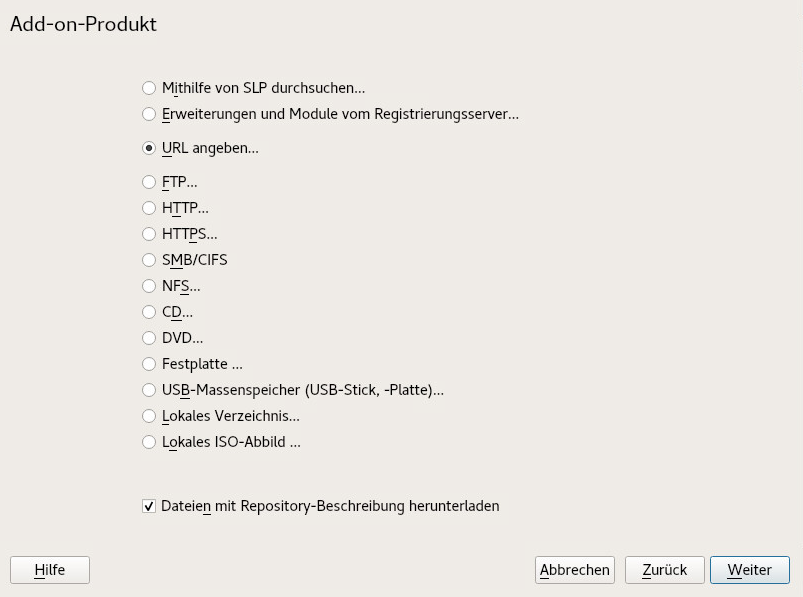 Add-on-Produkt
Mithilfe von SLP durchsuchen...
Erweiterungen und Module vom Registrierungsserver...
URL angeben...
FTP...
HTTP...
HTTPS...
SMB/CIFS
NFS...
CD...
DVD...
Festplatte ...
USB-Massenspeicher (USB-Stick, -Platte)...
Lokales Verzeichnis...
Lokales ISO-Abbild ...
Dateien mit Repository-Beschreibung herunterladen
Hilfe Abbrechen Zurück Weiter